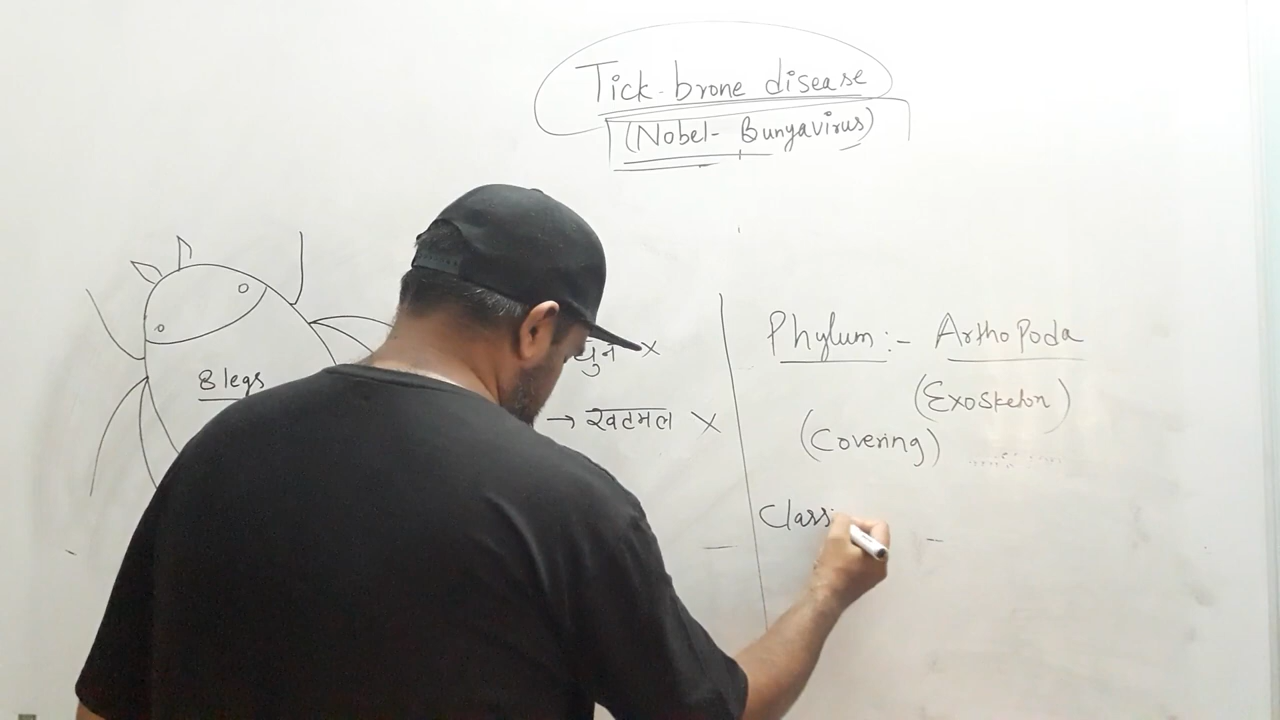 Tick-brone disease
(Nobel- Bunyavirus)
8 legs
X
→ खटमल X
Phylum:- ArthoPoda
(Exoskelon)
(Covering)
Class: